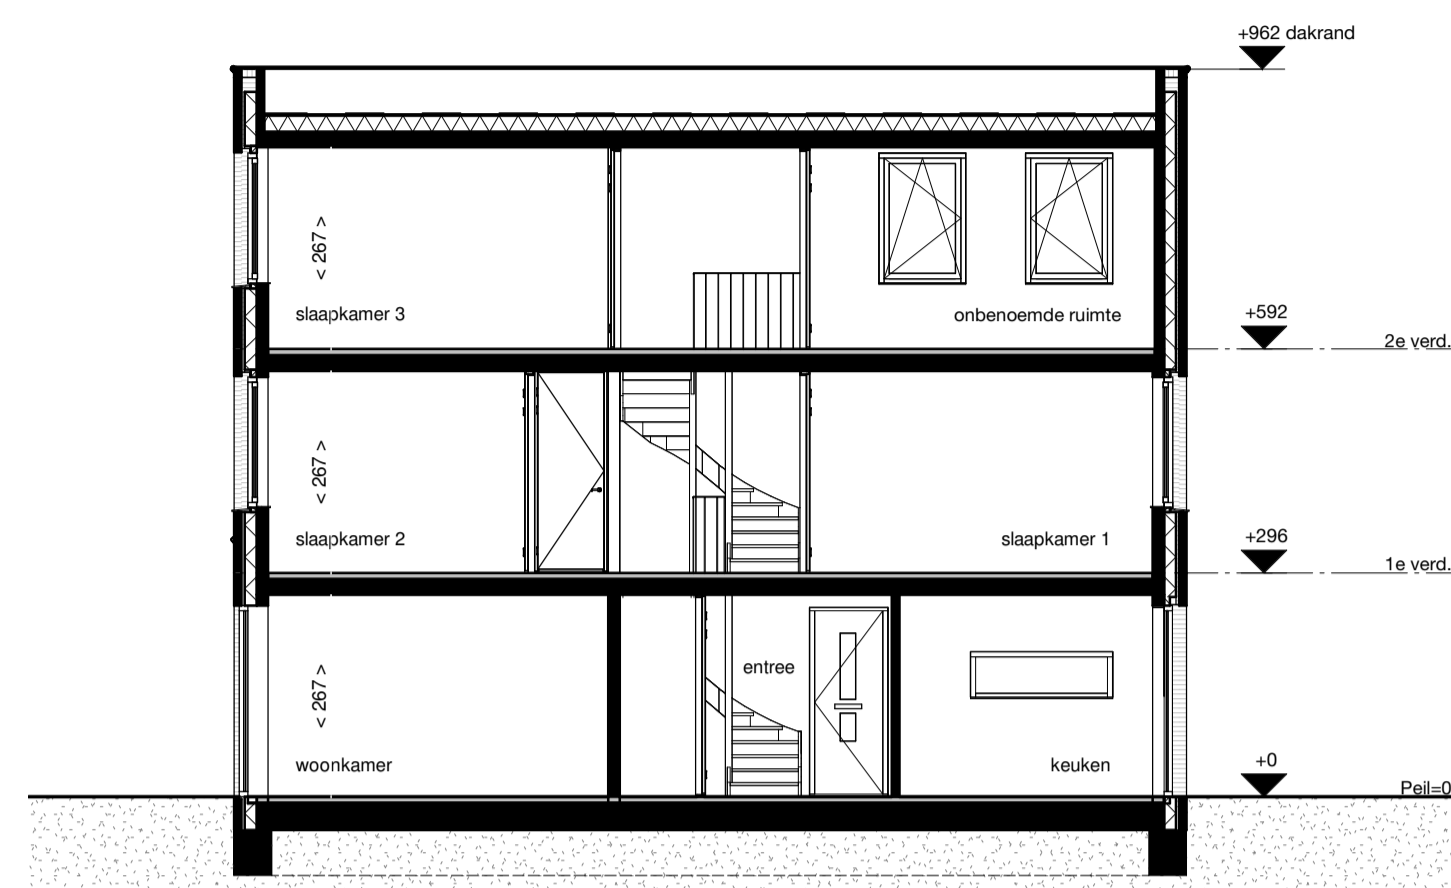 +962 dakrand
< 267 >
slaapkamer 3
onbenoemde ruimte
+592
2e verd.
< 267 >
slaapkamer 2
slaapkamer 1
+296
1e verd.
< 267 >
entree
woonkamer
keuken
+0
Peil=0